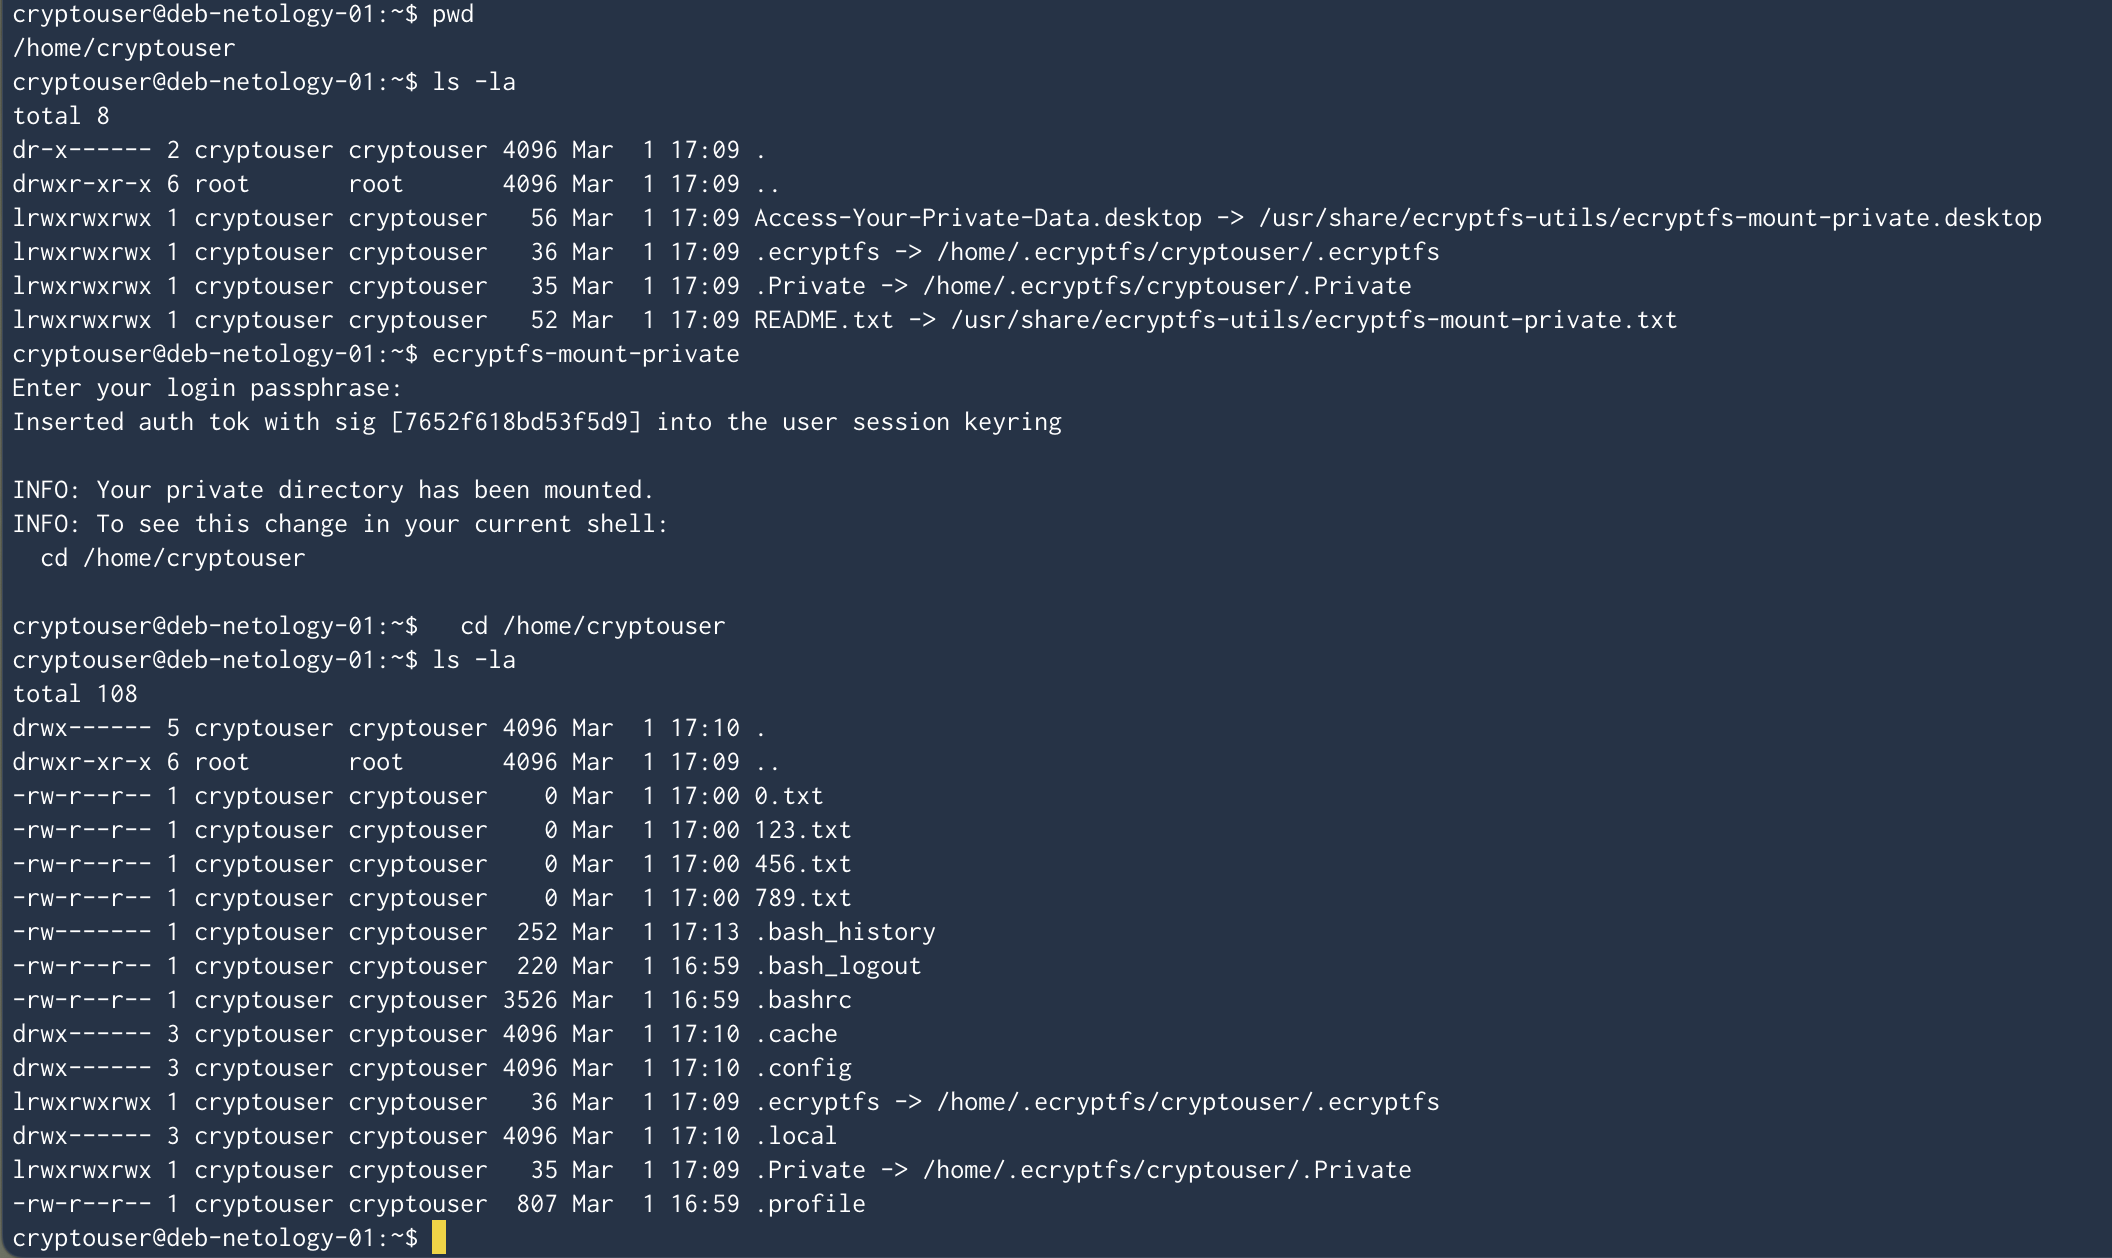 cryptouser@deb-netology-01:~$ pwd
/home/cryptouser
cryptouser@deb-netology-01:~$ ls -la
total 8
dr-x------ 2 cryptouser cryptouser 4096 Mar  1 17:09 .
drwxr-xr-x 6 root       root       4096 Mar  1 17:09 ..
lrwxrwxrwx 1 cryptouser cryptouser   56 Mar  1 17:09 Access-Your-Private-Data.desktop -> /usr/share/ecryptfs-utils/ecryptfs-mount-private.desktop
lrwxrwxrwx 1 cryptouser cryptouser   36 Mar  1 17:09 .ecryptfs -> /home/.ecryptfs/cryptouser/.ecryptfs
lrwxrwxrwx 1 cryptouser cryptouser   35 Mar  1 17:09 .Private -> /home/.ecryptfs/cryptouser/.Private
lrwxrwxrwx 1 cryptouser cryptouser   52 Mar  1 17:09 README.txt -> /usr/share/ecryptfs-utils/ecryptfs-mount-private.txt
cryptouser@deb-netology-01:~$ ecryptfs-mount-private
Enter your login passphrase:
Inserted auth tok with sig [7652f618bd53f5d9] into the user session keyring

INFO: Your private directory has been mounted.
INFO: To see this change in your current shell:
  cd /home/cryptouser

cryptouser@deb-netology-01:~$   cd /home/cryptouser
cryptouser@deb-netology-01:~$ ls -la
total 108
drwx------ 5 cryptouser cryptouser 4096 Mar  1 17:10 .
drwxr-xr-x 6 root       root       4096 Mar  1 17:09 ..
-rw-r--r-- 1 cryptouser cryptouser    0 Mar  1 17:00 0.txt
-rw-r--r-- 1 cryptouser cryptouser    0 Mar  1 17:00 123.txt
-rw-r--r-- 1 cryptouser cryptouser    0 Mar  1 17:00 456.txt
-rw-r--r-- 1 cryptouser cryptouser    0 Mar  1 17:00 789.txt
-rw------- 1 cryptouser cryptouser  252 Mar  1 17:13 .bash_history
-rw-r--r-- 1 cryptouser cryptouser  220 Mar  1 16:59 .bash_logout
-rw-r--r-- 1 cryptouser cryptouser 3526 Mar  1 16:59 .bashrc
drwx------ 3 cryptouser cryptouser 4096 Mar  1 17:10 .cache
drwx------ 3 cryptouser cryptouser 4096 Mar  1 17:10 .config
lrwxrwxrwx 1 cryptouser cryptouser   36 Mar  1 17:09 .ecryptfs -> /home/.ecryptfs/cryptouser/.ecryptfs
drwx------ 3 cryptouser cryptouser 4096 Mar  1 17:10 .local
lrwxrwxrwx 1 cryptouser cryptouser   35 Mar  1 17:09 .Private -> /home/.ecryptfs/cryptouser/.Private
-rw-r--r-- 1 cryptouser cryptouser  807 Mar  1 16:59 .profile
cryptouser@deb-netology-01:~$